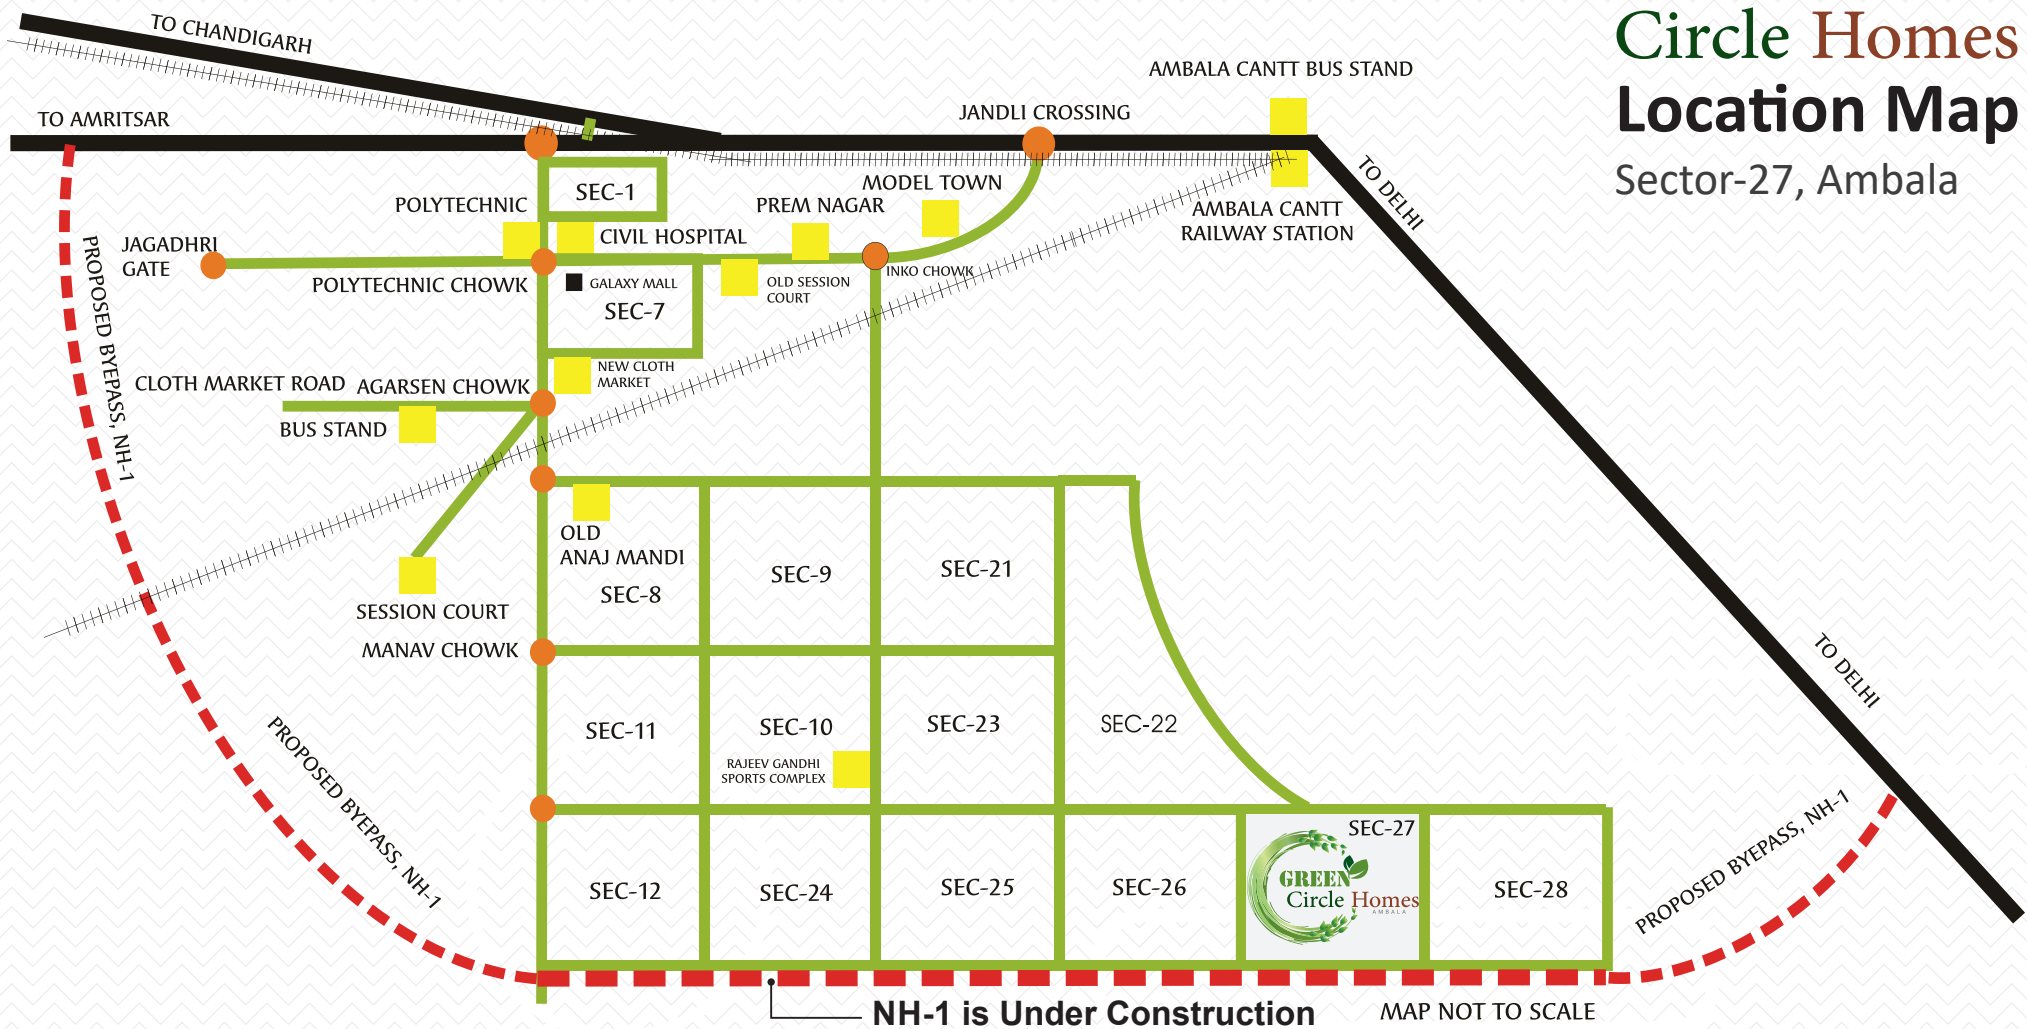 Circle Homes
Location Map
Sector-27, Ambala
TO CHANDIGARH
TO AMRITSAR
AMBALA CANTT BUS STAND
JANDLI CROSSING
TO DELHI
MODEL TOWN
PREM NAGAR
SEC-1
POLYTECHNIC
AMBALA CANTT
RAILWAY STATION
CIVIL HOSPITAL
JAGADHRI
GATE
POLYTECHNIC CHOWK
GALAXY MALL
SEC-7
OLD SESSION
COURT
INKO CHOWK
PROPOSED BYEPASS, NH-1
NEW CLOTH
MARKET
CLOTH MARKET ROAD
AGARSEN CHOWK
BUS STAND
OLD
ANAJ MANDI
SEC-8
SEC-9
SEC-21
SESSION COURT
MANAV CHOWK
TO DELHI
SEC-11
SEC-10
SEC-23
SEC-22
RAJEEV GANDHI
SPORTS COMPLEX
PROPOSED BYEPASS, NH-1
SEC-27
GREEN
Circle Homes
AMBALA
SEC-12
SEC-24
SEC-25
SEC-26
SEC-28
PROPOSED BYEPASS, NH-1
NH-1 is Under Construction
MAP NOT TO SCALE